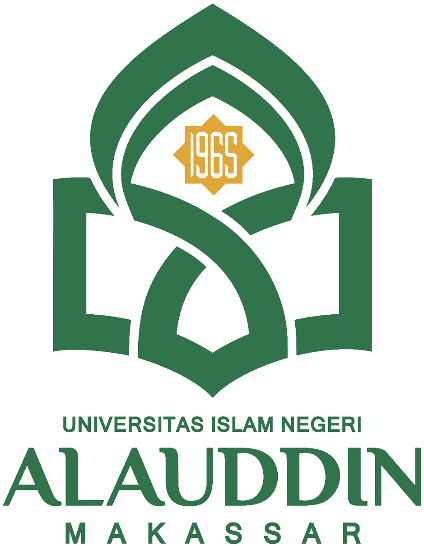 1965
UNIVERSITAS ISLAM NEGERI
ALAUDDIN
MAKASSAR